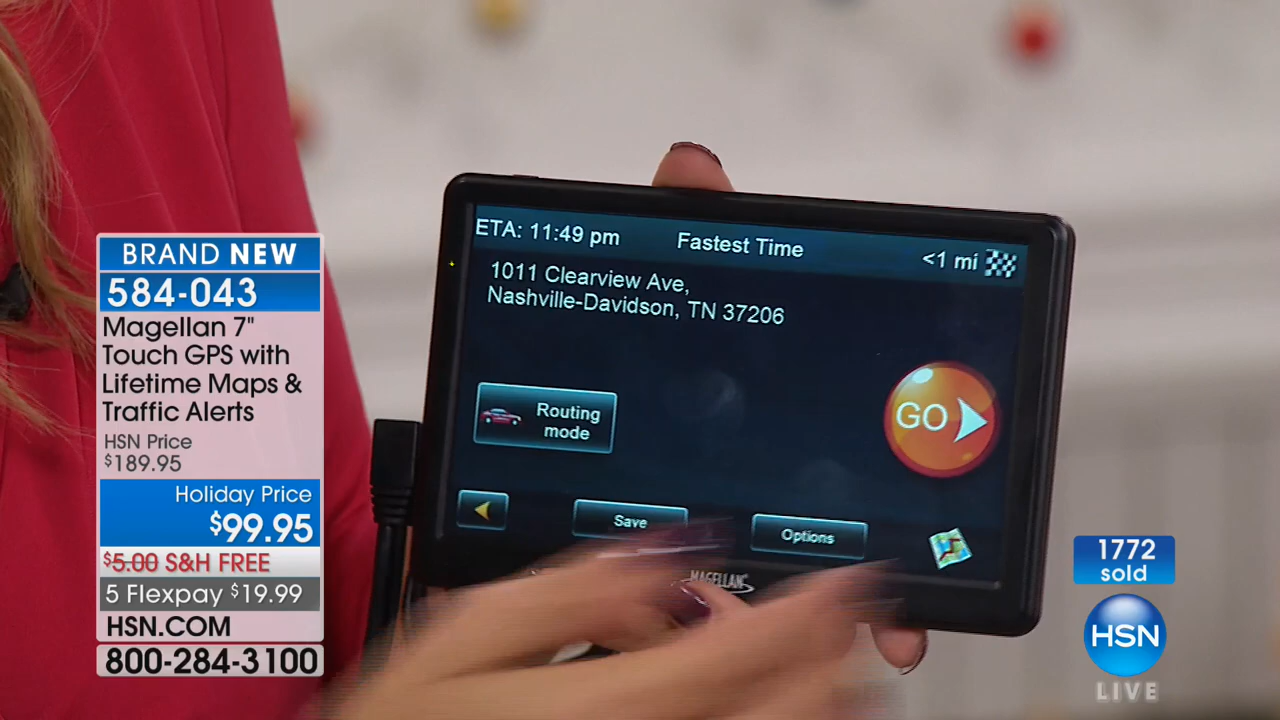 BRAND NEW
584-043
Magellan 7"
Touch GPS with
Lifetime Maps &
Traffic Alerts
HSN Price
$189.95
Holiday Price
$99.95
$5.00 S&H FREE
5 Flexpay $19.99
HSN.COM
800-284-3100
ETA: 11:49 pm
Fastest Time
<1 mi
1011 Clearview Ave,
Nashville-Davidson, TN 37206
Routing
mode
GO
Save
Options
MAGELLAN
1772
sold
HSN
LIVE